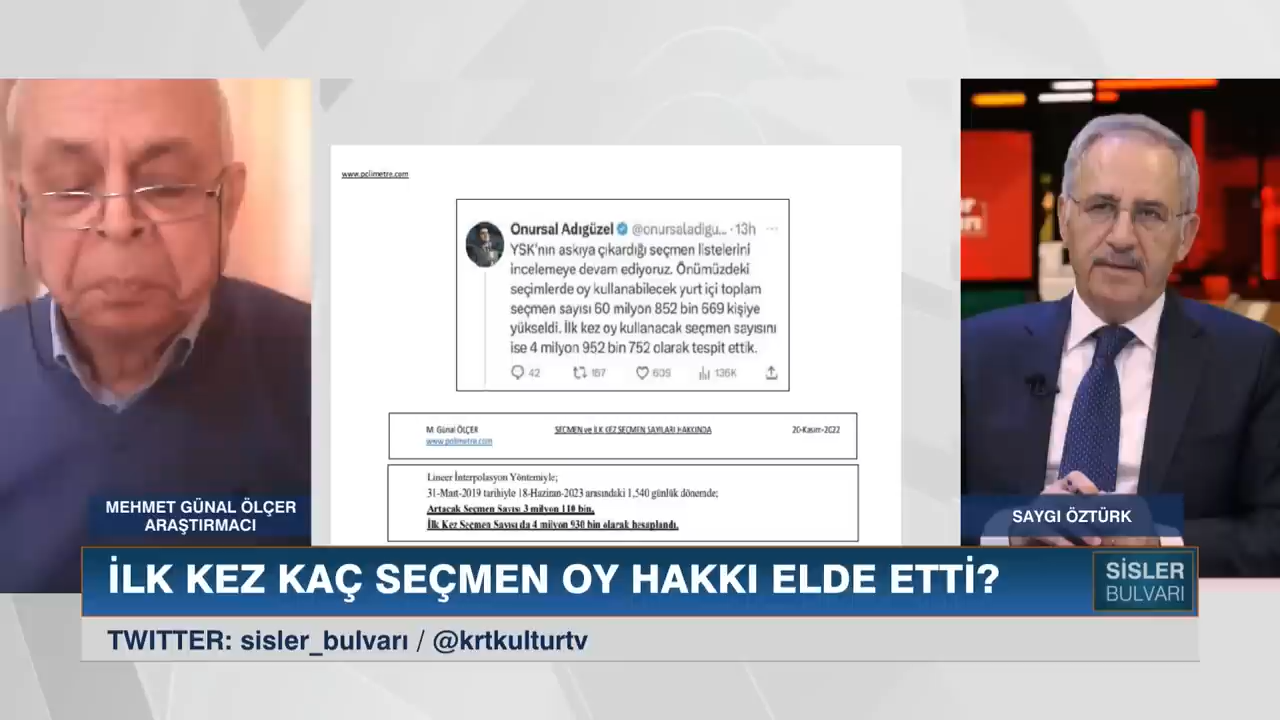 www.polimetre.com
Onursal Adıgüzel @onursaladigu... · 13h
YSK'nın askıya çıkardığı seçmen listelerini
incelemeye devam ediyoruz. Önümüzdeki
seçimlerde oy kullanabilecek yurt içi toplam
seçmen sayısı 60 milyon 852 bin 669 kişiye
yükseldi. İlk kez oy kullanacak seçmen sayısını
ise 4 milyon 952 bin 752 olarak tespit ettik.
42 167 609 136K
M. Günal ÖLÇER SEÇMEN ve İLK KEZ SEÇMEN SAYILARI HAKKINDA 20-Kasım-2022
www.polimetre.com
Lineer İnterpolasyon Yöntemiyle;
31-Mart-2019 tarihiyle 18-Haziran-2023 arasındaki 1,540 günlük dönemde;
Artacak Seçmen Sayısı 3 milyon 110 bin,
İlk Kez Seçmen Sayısı da 4 milyon 930 bin olarak hesaplandı.
MEHMET GÜNAL ÖLÇER
ARAŞTIRMACI
SAYGI ÖZTÜRK
İLK KEZ KAÇ SEÇMEN OY HAKKI ELDE ETTİ?
SİSLER
BULVARI
TWITTER: sisler_bulvarı / @krtkulturtv